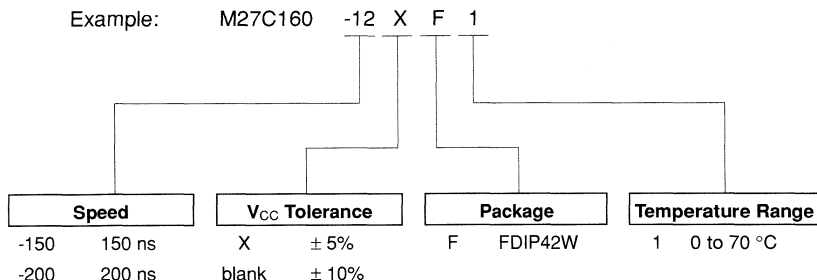 Example: M27C160 -12 X F 1
Speed VCC Tolerance Package Temperature Range
-150 150 ns X ± 5% F FDIP42W 1 0 to 70 °C
-200 200 ns blank ± 10%